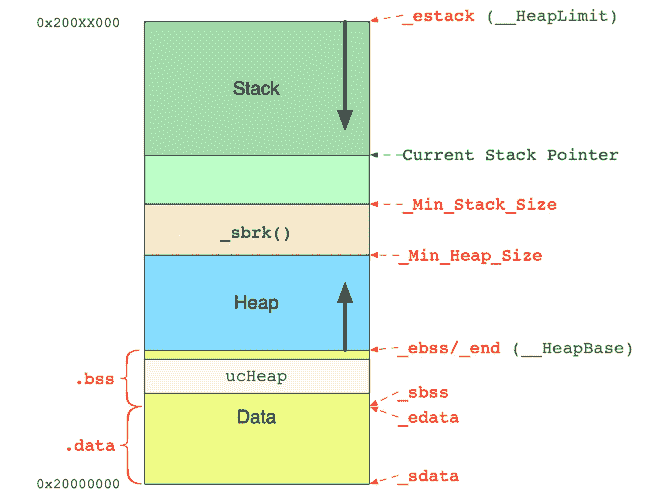 0x200XX000
_estack (__HeapLimit)
Stack
Current Stack Pointer
_Min_Stack_Size
_sbrk()
_Min_Heap_Size
Heap
_ebss/_end (__HeapBase)
.bss
ucHeap
_sbss
_edata
Data
.data
_sdata
0x20000000